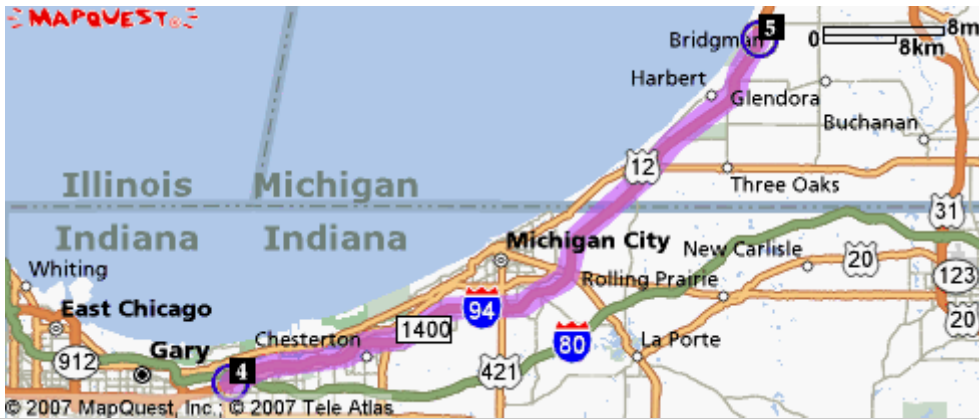 MAPQUEST
5
Bridgman
0
8m
8km
Harbert
Glendora
Buchanan
12
Three Oaks
Illinois
Michigan
31
Indiana
Indiana
Michigan City
New Carlisle
20
Whiting
Rolling Prairie
123
East Chicago
94
20
1400
Chesterton
80
La Porte
Gary
912
4
421
© 2007 MapQuest, Inc.; © 2007 Tele Atlas